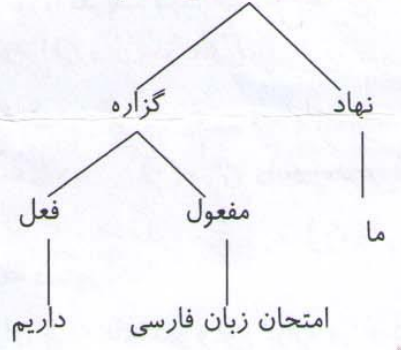 نهاد گزاره
مفعول فعل
ما
امتحان زبان فارسی داریم